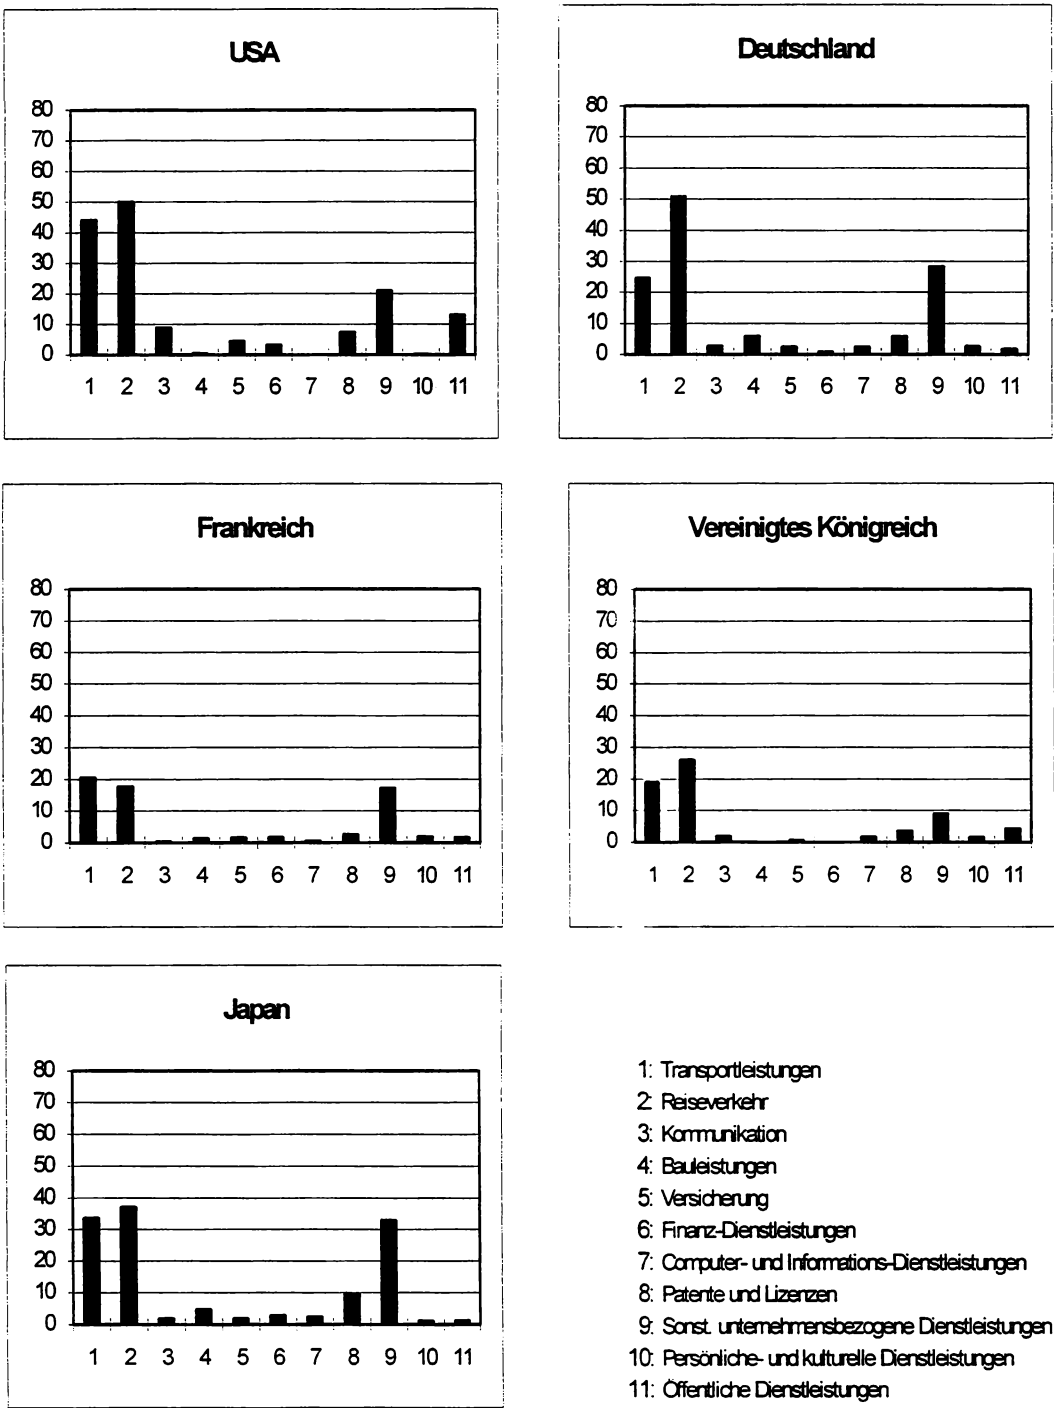 USA
80
70
60
50
40
30
20
10
0
1 2 3 4 5 6 7 8 9 10 11
Deutschland
80
70
60
50
40
30
20
10
0
1 2 3 4 5 6 7 8 9 10 11
Frankreich
80
70
60
50
40
30
20
10
0
1 2 3 4 5 6 7 8 9 10 11
Vereinigtes Königreich
80
70
60
50
40
30
20
10
0
1 2 3 4 5 6 7 8 9 10 11
Japan
80
70
60
50
40
30
20
10
0
1 2 3 4 5 6 7 8 9 10 11
1: Transportleistungen
2: Reiseverkehr
3: Kommunikation
4: Bauleistungen
5: Versicherung
6: Finanz-Dienstleistungen
7: Computer- und Informations-Dienstleistungen
8: Patente und Lizenzen
9: Sonst. unternehmensbezogene Dienstleistungen
10: Persönliche- und kulturelle Dienstleistungen
11: Öffentliche Dienstleistungen